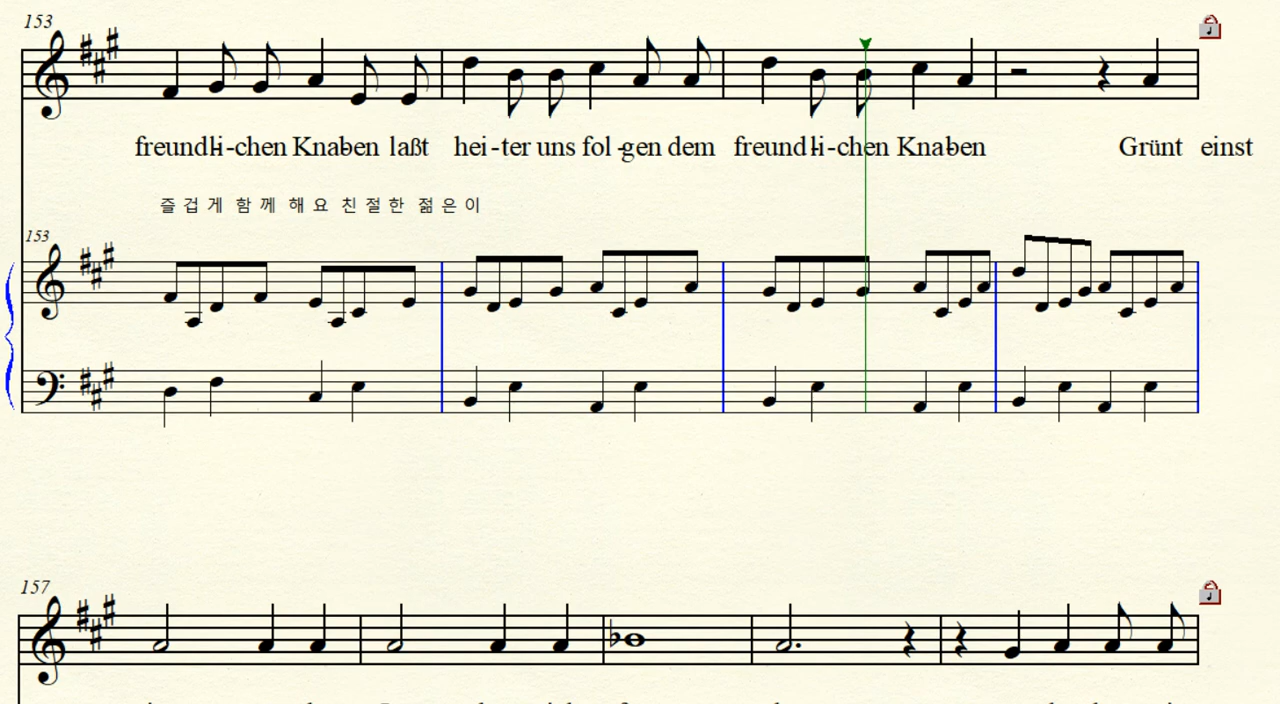 153
freundli-chen Knaben laßt hei-ter uns fol-gen dem freundli-chen Knaben Grünt einst
즐 겁 게 함 께 해 요 친 절 한 젊 은 이
153
157